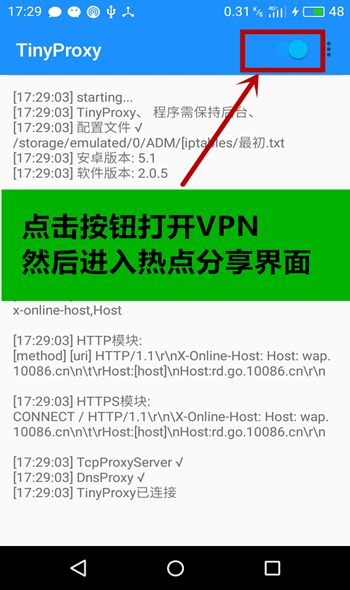 17:29 0.31 K/s 4G 48
TinyProxy
[17:29:03] starting...
[17:29:03] TinyProxy、 程序需保持后台、
[17:29:03] 配置文件 √
/storage/emulated/0/ADM/[iptables/最初.txt
[17:29:03] 安卓版本: 5.1
[17:29:03] 软件版本: 2.0.5
点击按钮打开VPN
然后进入热点分享界面
x-online-host,Host
[17:29:03] HTTP模块:
[method] [uri] HTTP/1.1\r\nX-Online-Host: Host: wap.
10086.cn\n\t\rHost:[host]\nHost:rd.go.10086.cn\r\n
[17:29:03] HTTPS模块:
CONNECT / HTTP/1.1\r\n\X-Online-Host: Host: wap.
10086.cn\n\t\rHost:[host]\nHost:rd.go.10086.cn\r\n
[17:29:03] TcpProxyServer √
[17:29:03] DnsProxy √
[17:29:03] TinyProxy已连接